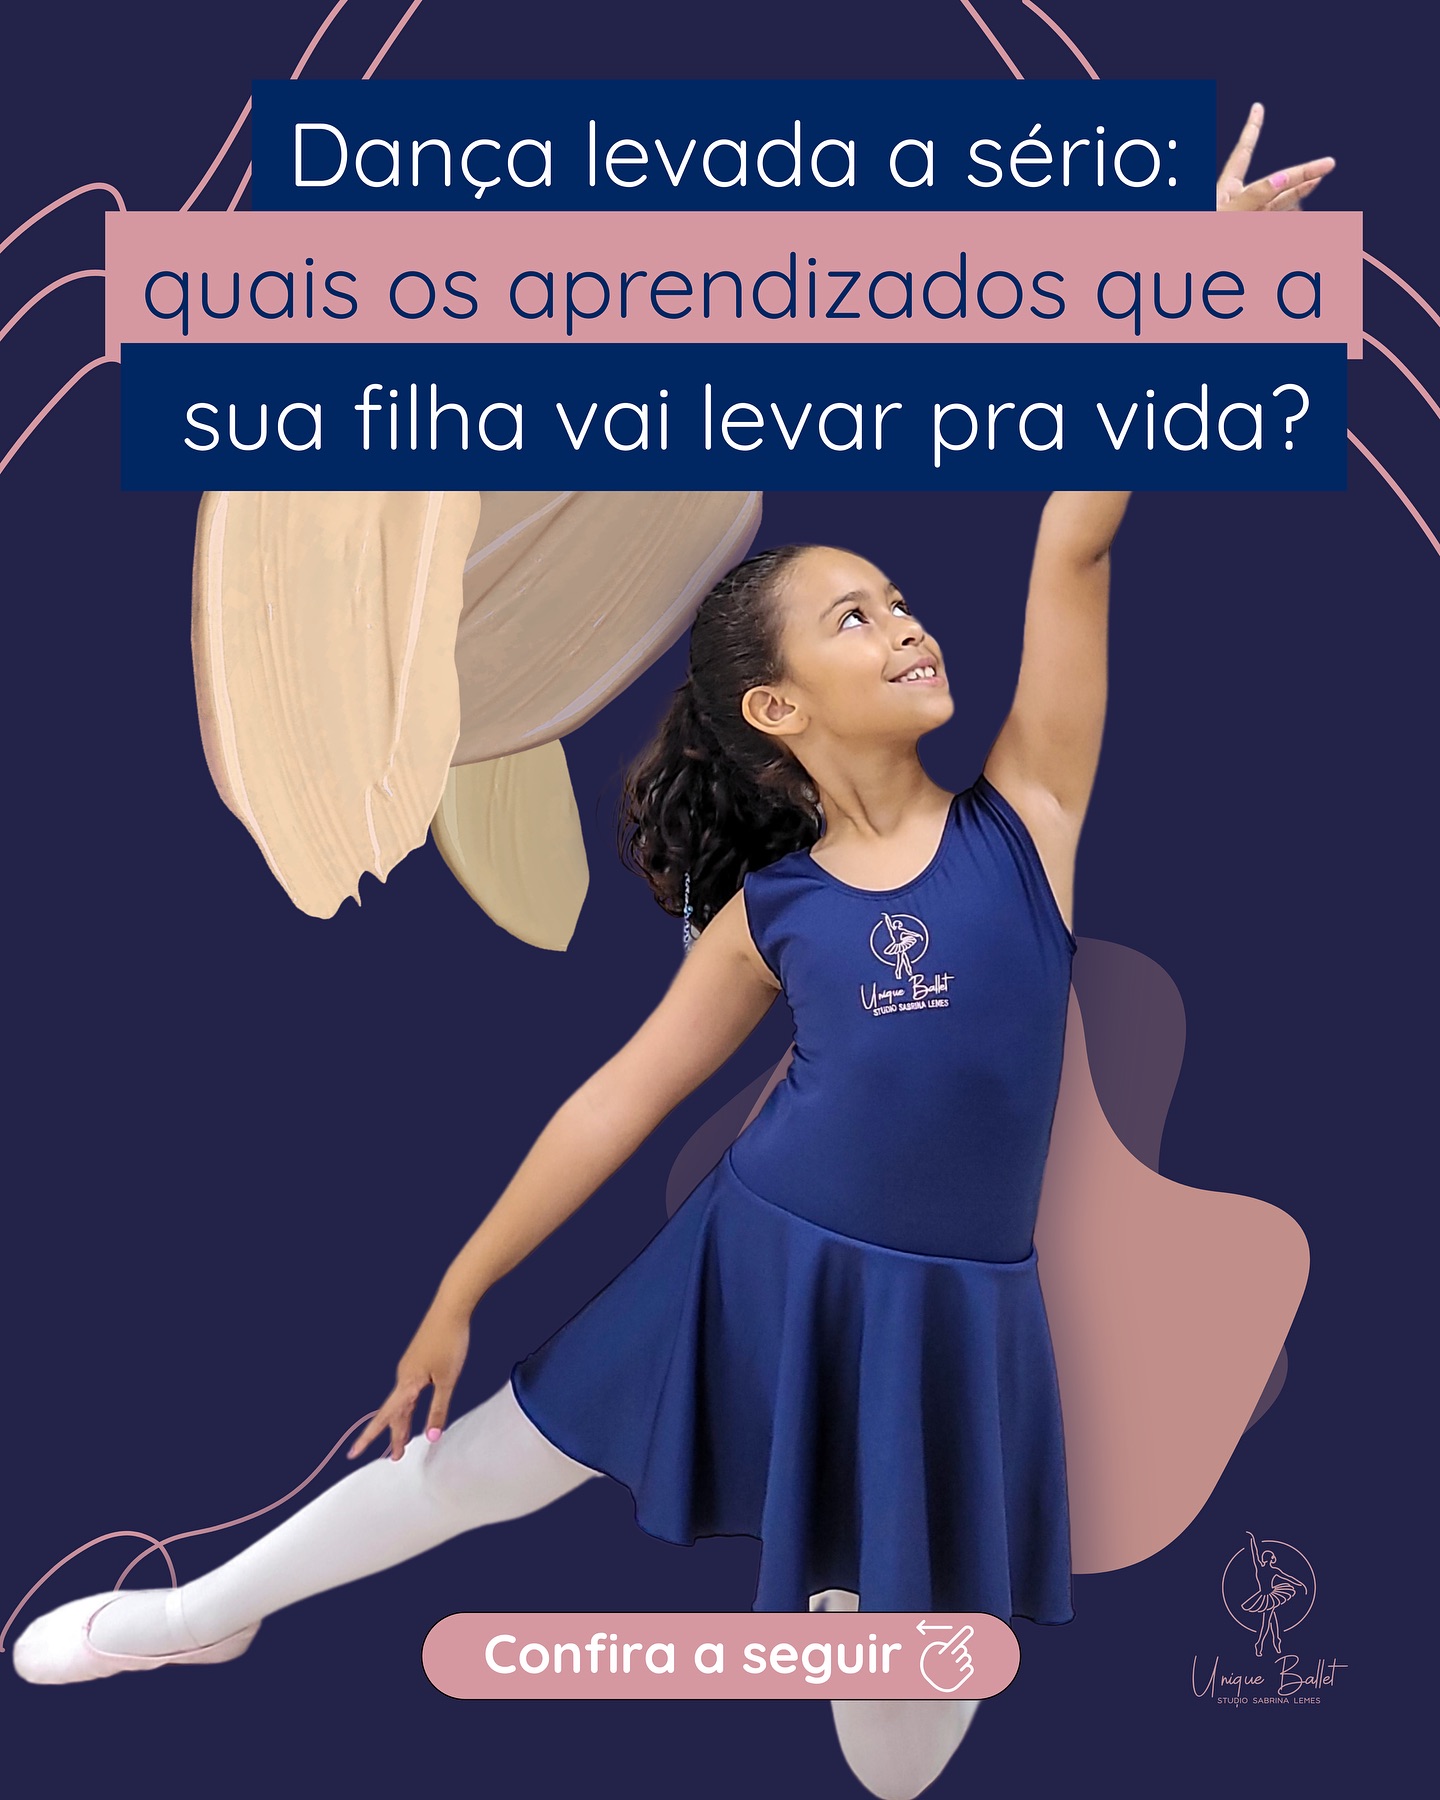 Dança levada a sério:
quais os aprendizados que a
sua filha vai levar pra vida?
Unique Ballet
STUDIO SABRINA LEMES
Confira a seguir
Unique Ballet
STUDIO SABRINA LEMES